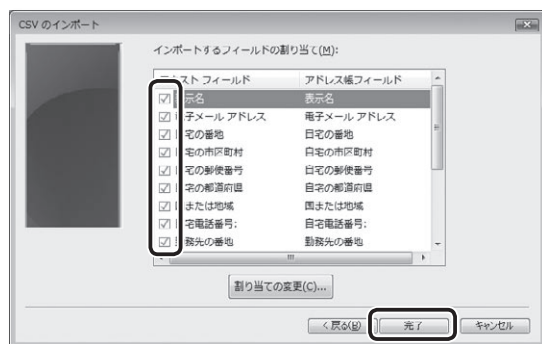 CSV のインポート
インポートするフィールドの割り当て(M):
スト フィールド アドレス帳フィールド
示名 表示名
子メール アドレス 電子メール アドレス
宅の番地 自宅の番地
宅の市区町村 自宅の市区町村
宅の郵便番号 自宅の郵便番号
宅の都道府県 自宅の都道府県
または地域 国または地域
宅電話番号: 自宅電話番号:
務先の番地 勤務先の番地
割り当ての変更(C)...
< 戻る(B) 完了 キャンセル